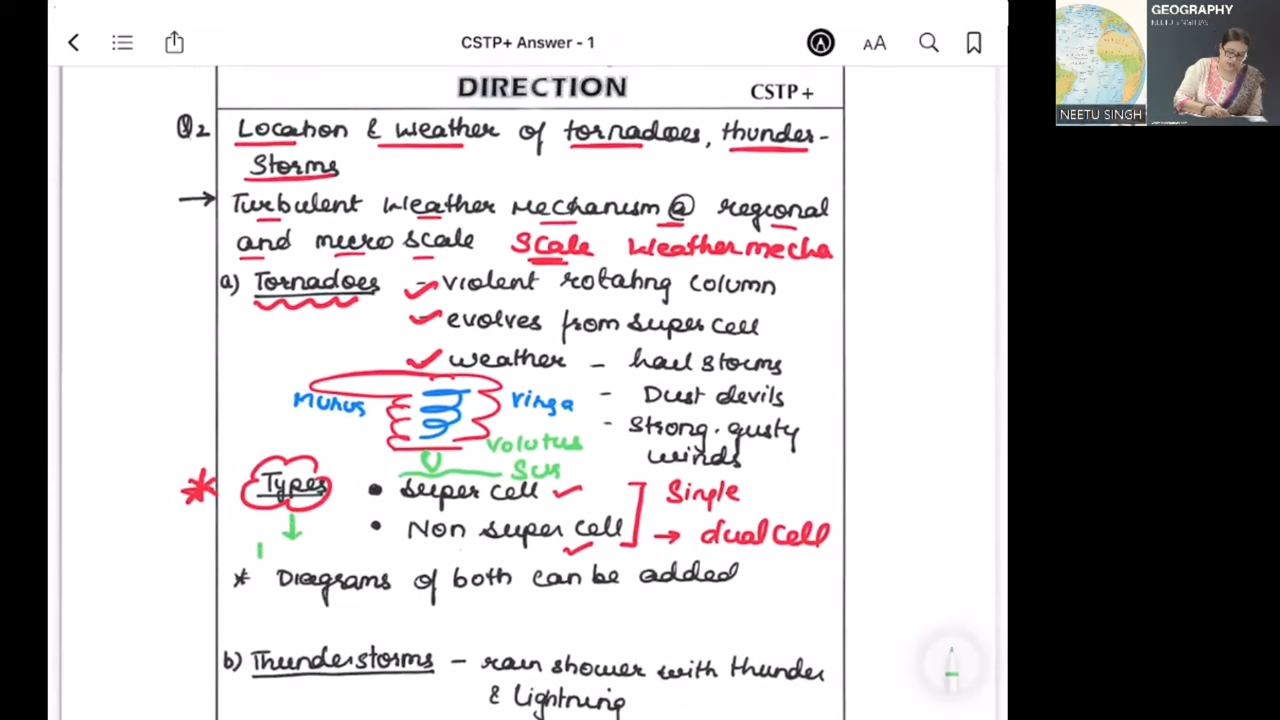 CSTP+ Answer - 1
AA
GEOGRAPHY
NEETU SINGH
DIRECTION
CSTP+
Q2 Location & weather of tornadoes, thunder-
storms
→ Turbulent Weather Mechanism @ regional
and micro scale Scale Weather mecha
a) Tornadoes - violent rotating column
- evolves from super cell
- weather - hail storms
- Dust devils
- Strong gusty
winds
Murus
Virga
Volutus
Types
• Super cell
• Non super cell
Single
→ dual cell
* Diagrams of both can be added
b) Thunderstorms - rain shower with thunder
& lightning